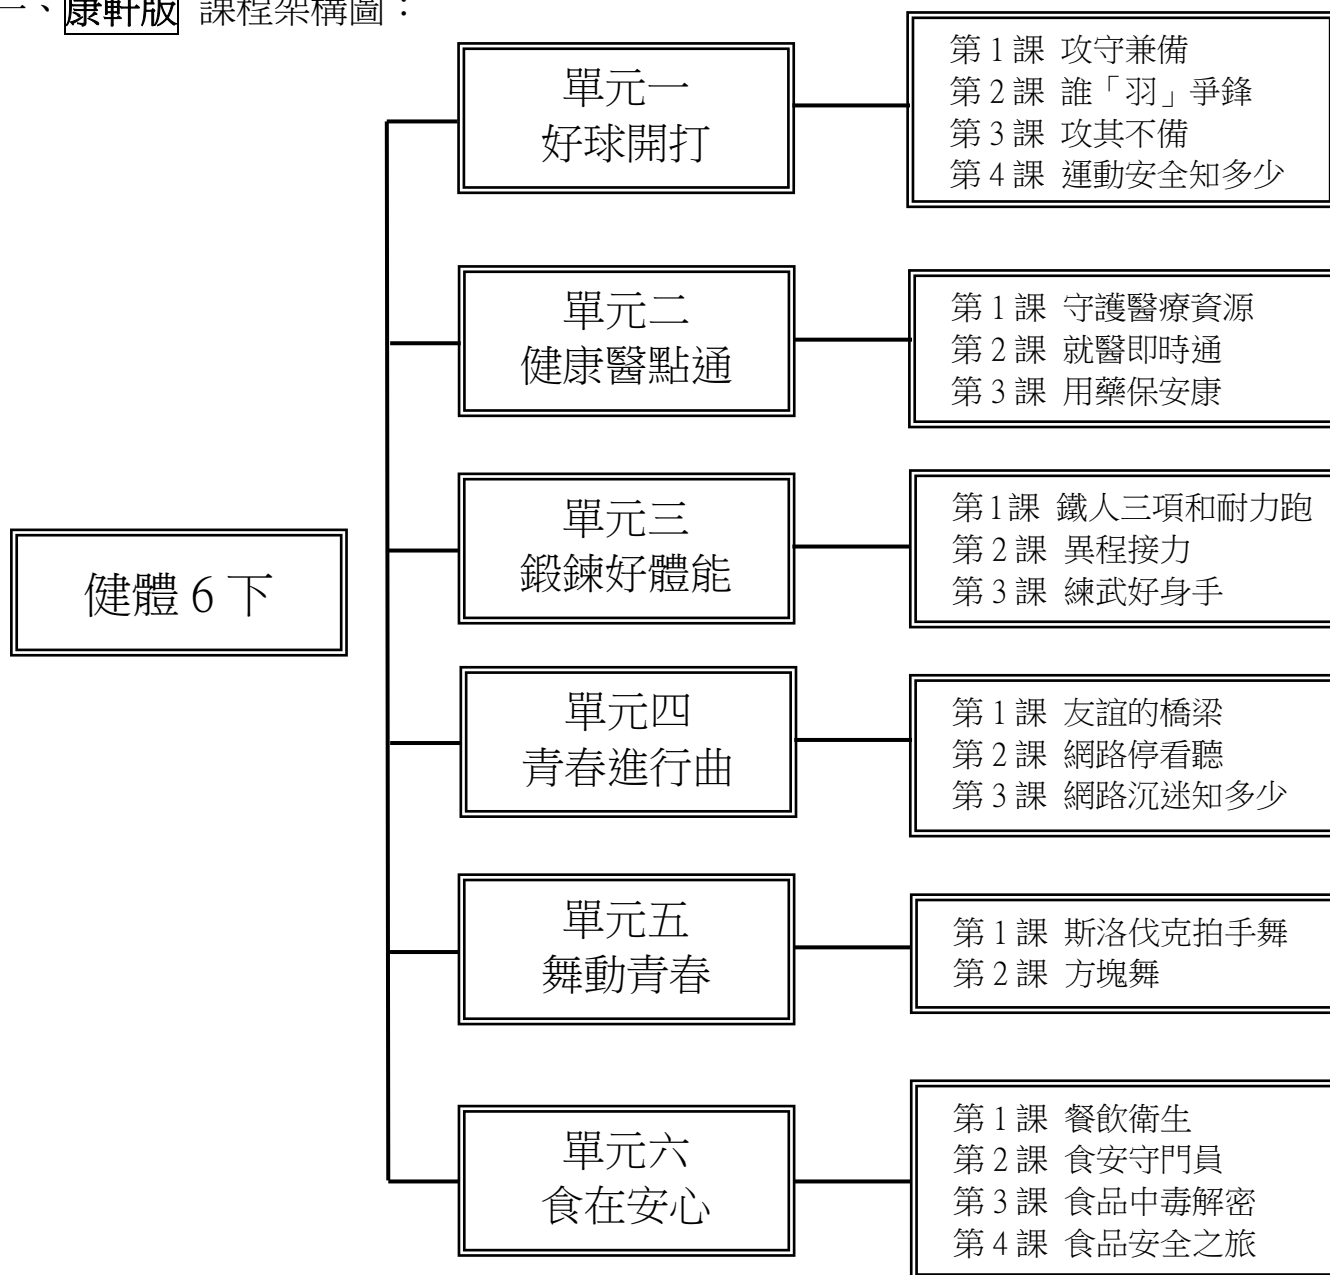 一、康軒版 課程架構圖：
健體 6 下
單元一
好球開打
第 1 課 攻守兼備
第 2 課 誰「羽」爭鋒
第 3 課 攻其不備
第 4 課 運動安全知多少
單元二
健康醫點通
第 1 課 守護醫療資源
第 2 課 就醫即時通
第 3 課 用藥保安康
單元三
鍛鍊好體能
第 1 課 鐵人三項和耐力跑
第 2 課 異程接力
第 3 課 練武好身手
單元四
青春進行曲
第 1 課 友誼的橋梁
第 2 課 網路停看聽
第 3 課 網路沉迷知多少
單元五
舞動青春
第 1 課 斯洛伐克拍手舞
第 2 課 方塊舞
單元六
食在安心
第 1 課 餐飲衛生
第 2 課 食安守門員
第 3 課 食品中毒解密
第 4 課 食品安全之旅